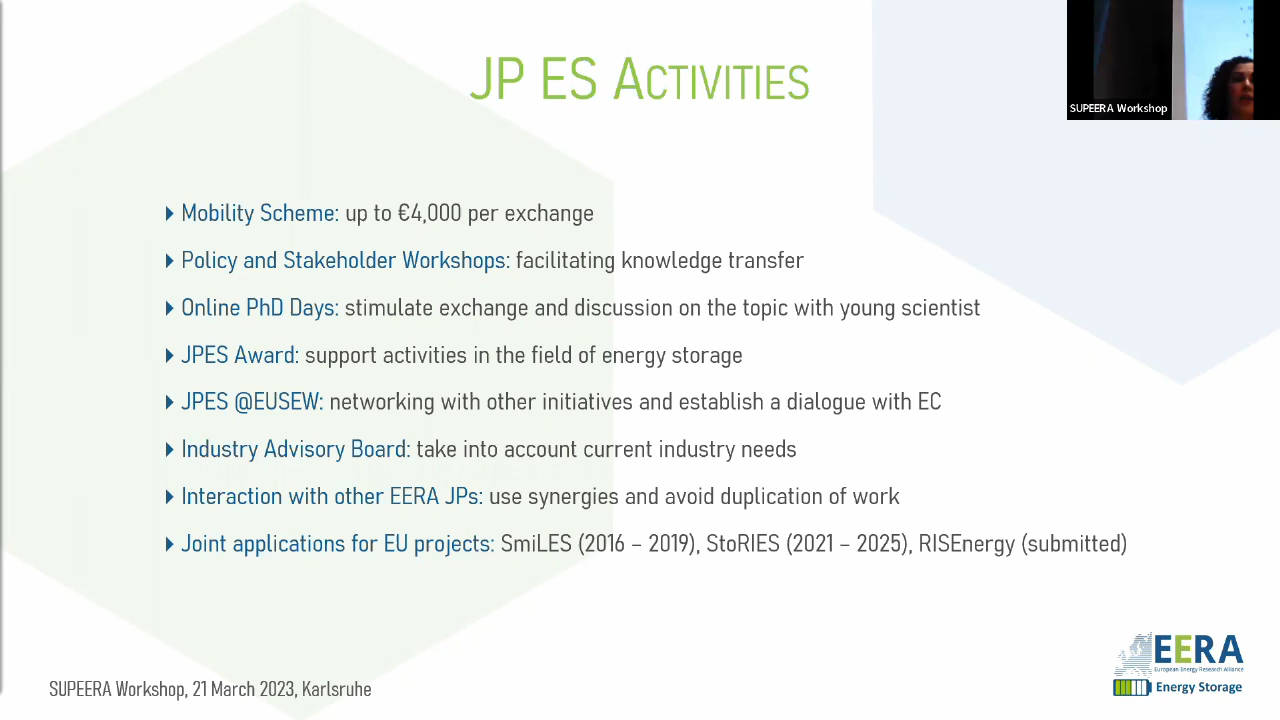 JP ES ACTIVITIES
SUPEERA Workshop
Mobility Scheme: up to €4,000 per exchange
Policy and Stakeholder Workshops: facilitating knowledge transfer
Online PhD Days: stimulate exchange and discussion on the topic with young scientist
JPES Award: support activities in the field of energy storage
JPES @EUSEW: networking with other initiatives and establish a dialogue with EC
Industry Advisory Board: take into account current industry needs
Interaction with other EERA JPs: use synergies and avoid duplication of work
Joint applications for EU projects: SmiLES (2016 – 2019), StoRIES (2021 – 2025), RISEnergy (submitted)
EERA
European Energy Research Alliance
Energy Storage
SUPEERA Workshop, 21 March 2023, Karlsruhe